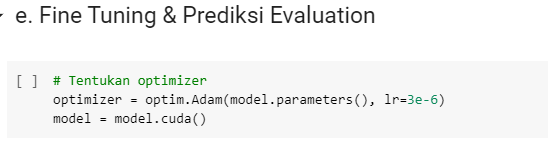 e. Fine Tuning & Prediksi Evaluation
[ ] # Tentukan optimizer
optimizer = optim.Adam(model.parameters(), lr=3e-6)
model = model.cuda()